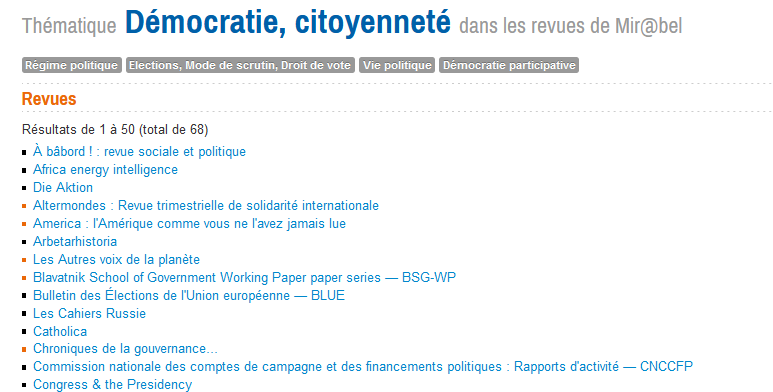 Thématique Démocratie, citoyenneté dans les revues de Mir@bel
Régime politique Elections, Mode de scrutin, Droit de vote Vie politique Démocratie participative
Revues
Résultats de 1 à 50 (total de 68)
À bâbord ! : revue sociale et politique
Africa energy intelligence
Die Aktion
Altermondes : Revue trimestrielle de solidarité internationale
America : l'Amérique comme vous ne l'avez jamais lue
Arbetarhistoria
Les Autres voix de la planète
Blavatnik School of Government Working Paper paper series — BSG-WP
Bulletin des Élections de l'Union européenne — BLUE
Les Cahiers Russie
Catholica
Chroniques de la gouvernance...
Commission nationale des comptes de campagne et des financements politiques : Rapports d'activité — CNCCFP
Congress & the Presidency